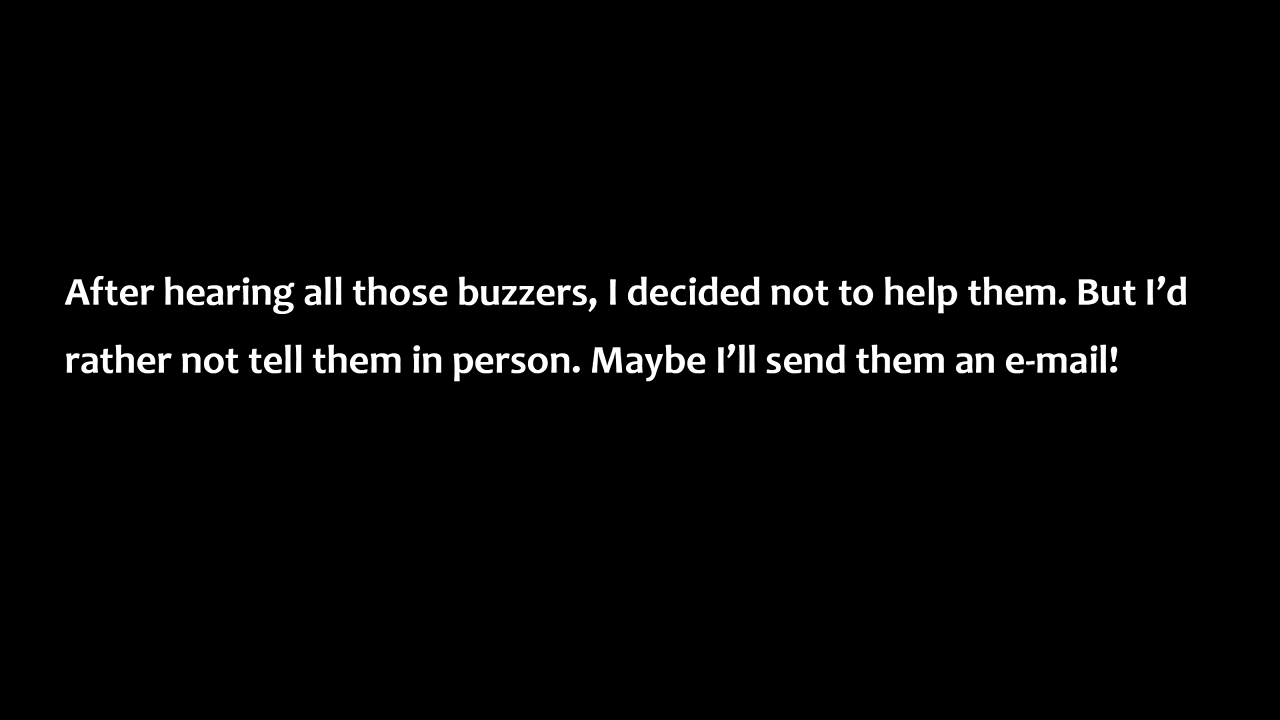 After hearing all those buzzers, I decided not to help them. But I’d
rather not tell them in person. Maybe I’ll send them an e-mail!